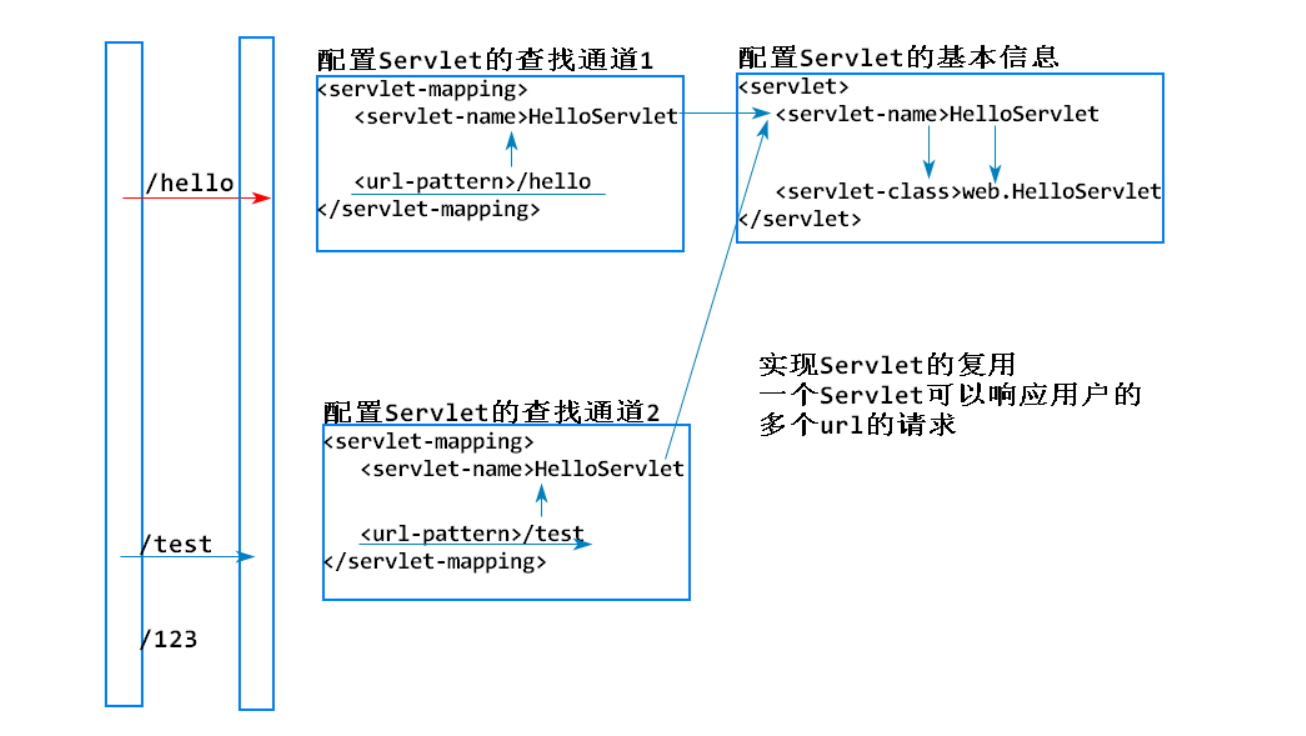 /hello
/test
/123
配置Servlet的查找通道1
<servlet-mapping>
<servlet-name>HelloServlet
<url-pattern>/hello
</servlet-mapping>
配置Servlet的基本信息
<servlet>
<servlet-name>HelloServlet
<servlet-class>web.HelloServlet
</servlet>
配置Servlet的查找通道2
<servlet-mapping>
<servlet-name>HelloServlet
<url-pattern>/test
</servlet-mapping>
实现Servlet的复用
一个Servlet可以响应用户的
多个url的请求